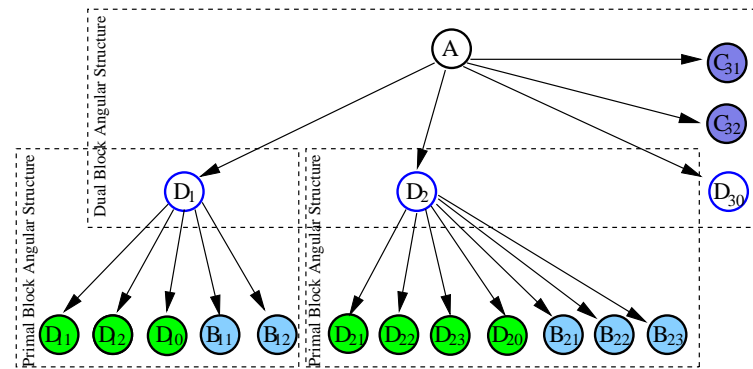 A
C31
C32
Dual Block Angular Structure
D1
D2
D30
Primal Block Angular Structure
D11
D12
D10
B11
B12
Primal Block Angular Structure
D21
D22
D23
D20
B21
B22
B23